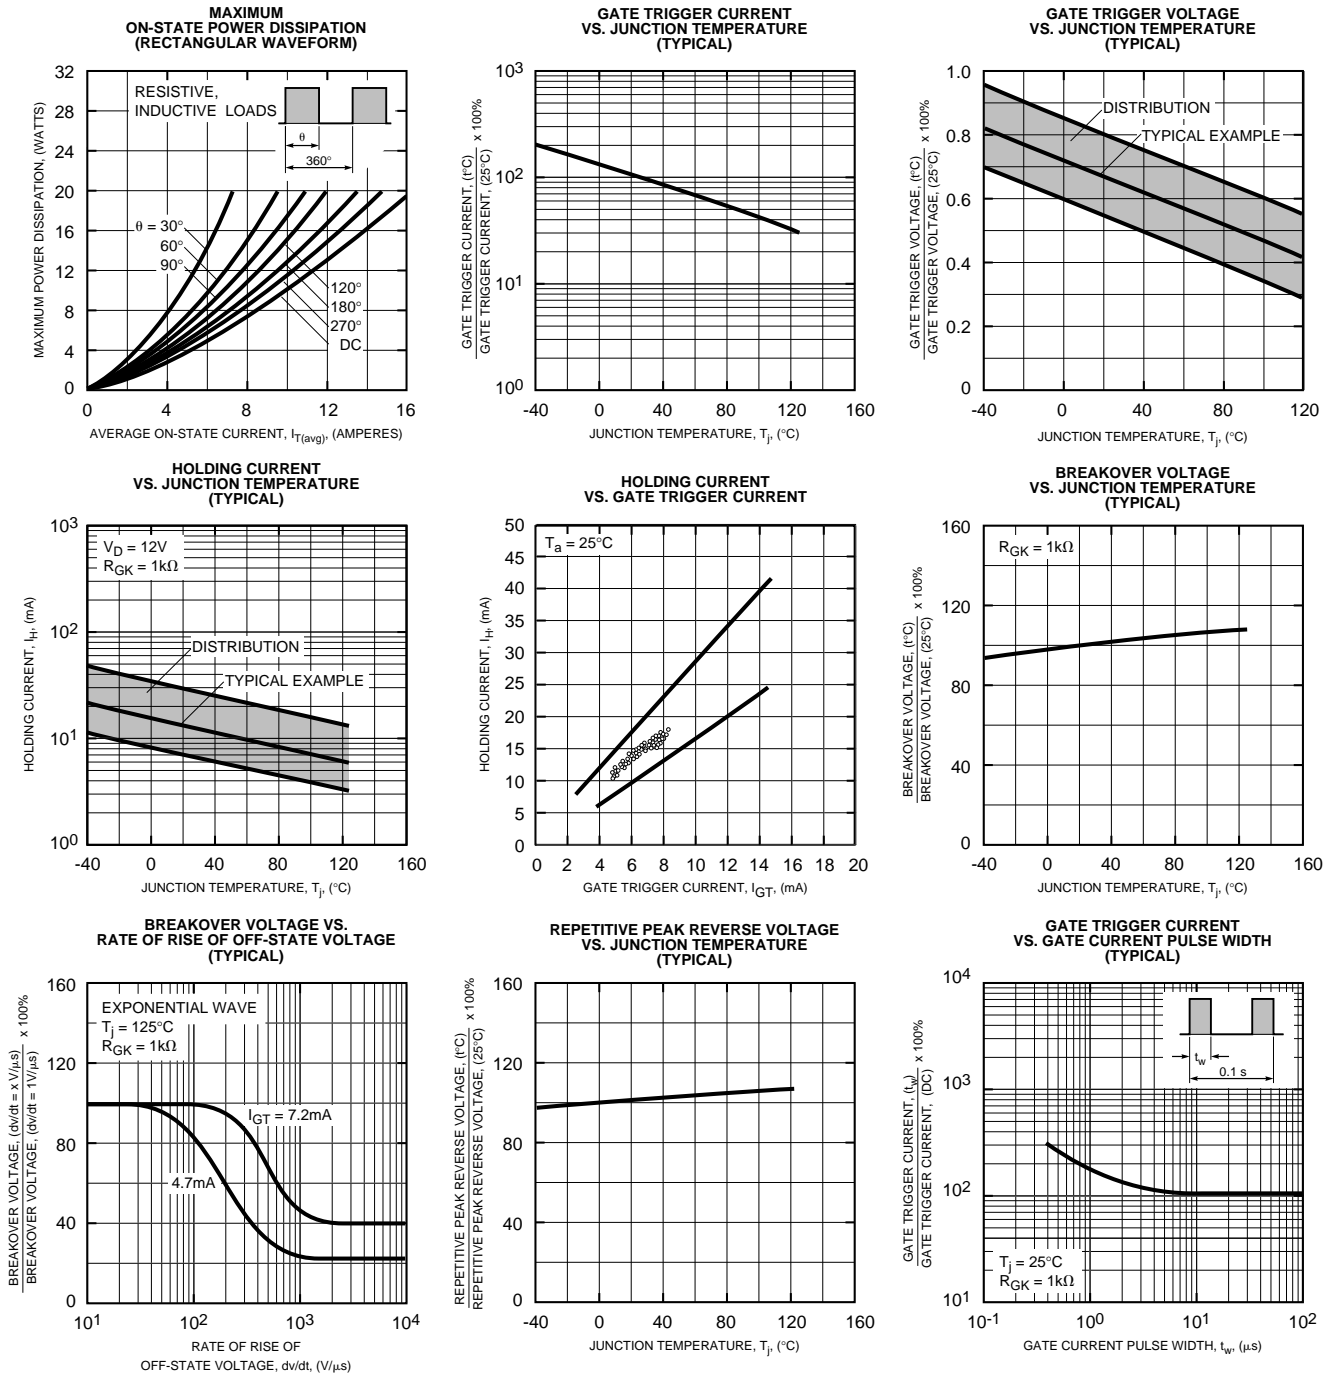 MAXIMUM
ON-STATE POWER DISSIPATION
(RECTANGULAR WAVEFORM)
32
28
24
20
16
12
8
4
0
0 4 8 12 16
MAXIMUM POWER DISSIPATION, (WATTS)
RESISTIVE,
INDUCTIVE LOADS
θ
360°
θ = 30°
60°
90°
120°
180°
270°
DC
AVERAGE ON-STATE CURRENT, IT(avg), (AMPERES)
GATE TRIGGER CURRENT
VS. JUNCTION TEMPERATURE
(TYPICAL)
10³
10²
10¹
10⁰
-40 0 40 80 120 160
GATE TRIGGER CURRENT, (t°C)
GATE TRIGGER CURRENT, (25°C)
x 100%
JUNCTION TEMPERATURE, Tj, (°C)
GATE TRIGGER VOLTAGE
VS. JUNCTION TEMPERATURE
(TYPICAL)
1.0
0.8
0.6
0.4
0.2
0
-40 0 40 80 120
GATE TRIGGER VOLTAGE, (t°C)
GATE TRIGGER VOLTAGE, (25°C)
x 100%
DISTRIBUTION
TYPICAL EXAMPLE
JUNCTION TEMPERATURE, Tj, (°C)
HOLDING CURRENT
VS. JUNCTION TEMPERATURE
(TYPICAL)
10³
10²
10¹
10⁰
-40 0 40 80 120 160
HOLDING CURRENT, IH, (mA)
VD = 12V
RGK = 1kΩ
DISTRIBUTION
TYPICAL EXAMPLE
JUNCTION TEMPERATURE, Tj, (°C)
HOLDING CURRENT
VS. GATE TRIGGER CURRENT
50
45
40
35
30
25
20
15
10
5
0
0 2 4 6 8 10 12 14 16 18 20
HOLDING CURRENT, IH, (mA)
Ta = 25°C
GATE TRIGGER CURRENT, IGT, (mA)
BREAKOVER VOLTAGE
VS. JUNCTION TEMPERATURE
(TYPICAL)
160
120
80
40
0
-40 0 40 80 120 160
BREAKOVER VOLTAGE, (t°C)
BREAKOVER VOLTAGE, (25°C)
x 100%
RGK = 1kΩ
JUNCTION TEMPERATURE, Tj, (°C)
BREAKOVER VOLTAGE VS.
RATE OF RISE OF OFF-STATE VOLTAGE
(TYPICAL)
160
120
80
40
0
10¹ 10² 10³ 10⁴
BREAKOVER VOLTAGE, (dv/dt = x V/µs)
BREAKOVER VOLTAGE, (dv/dt = 1V/µs)
x 100%
EXPONENTIAL WAVE
Tj = 125°C
RGK = 1kΩ
IGT = 7.2mA
4.7mA
RATE OF RISE OF
OFF-STATE VOLTAGE, dv/dt, (V/µs)
REPETITIVE PEAK REVERSE VOLTAGE
VS. JUNCTION TEMPERATURE
(TYPICAL)
160
120
80
40
0
-40 0 40 80 120 160
REPETITIVE PEAK REVERSE VOLTAGE, (t°C)
REPETITIVE PEAK REVERSE VOLTAGE, (25°C)
x 100%
JUNCTION TEMPERATURE, Tj, (°C)
GATE TRIGGER CURRENT
VS. GATE CURRENT PULSE WIDTH
(TYPICAL)
10⁴
10³
10²
10¹
10⁻¹ 10⁰ 10¹ 10²
GATE TRIGGER CURRENT, (tw)
GATE TRIGGER CURRENT, (DC)
x 100%
tw
0.1 s
Tj = 25°C
RGK = 1kΩ
GATE CURRENT PULSE WIDTH, tw, (µs)